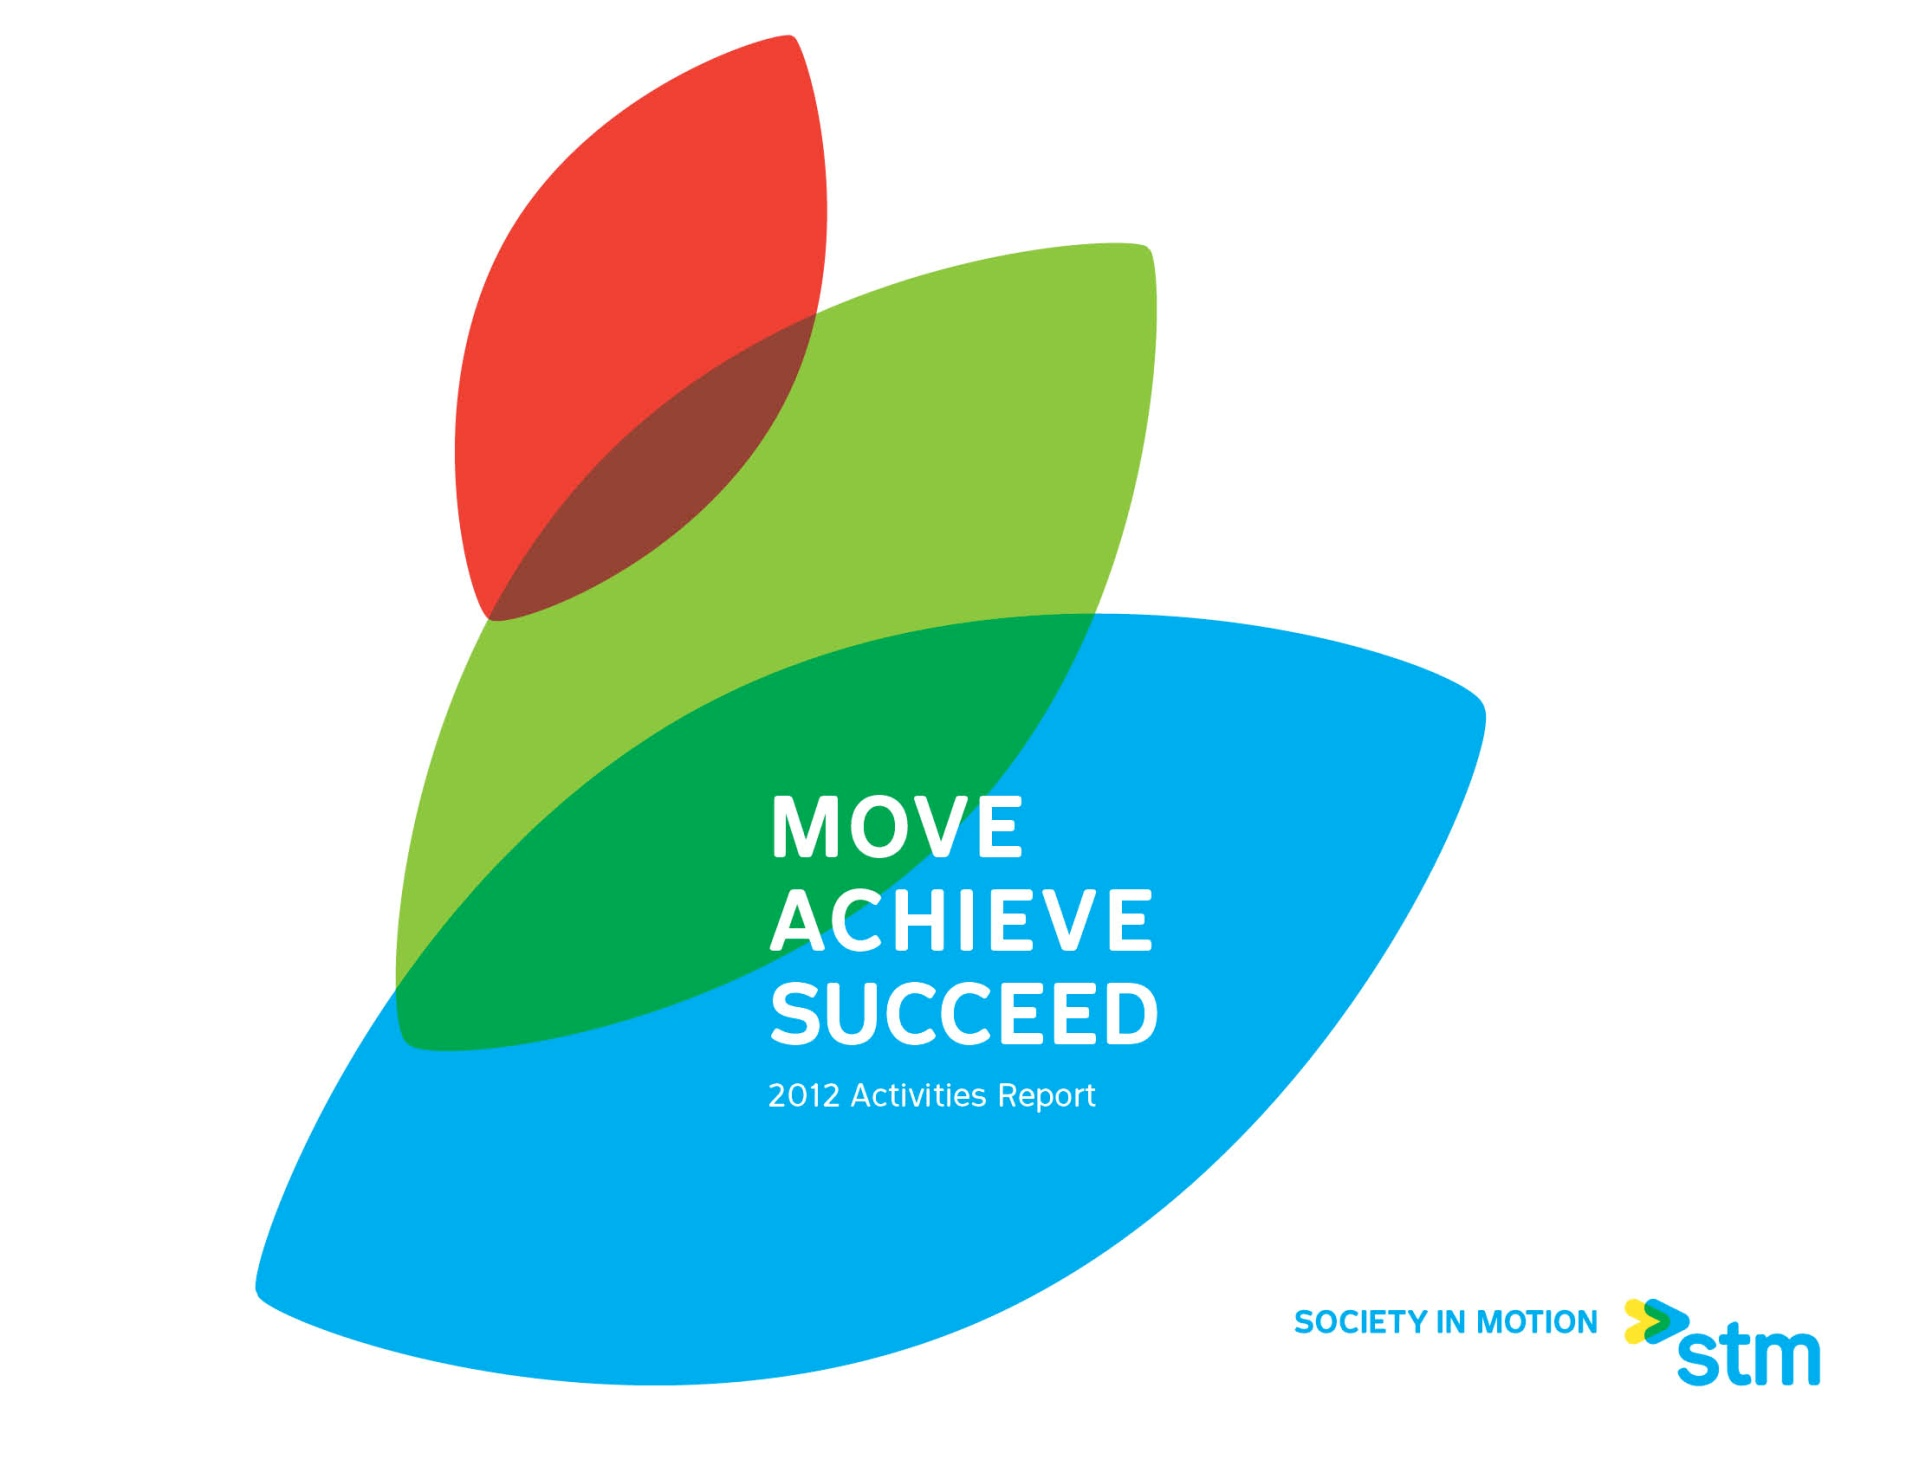 MOVE
ACHIEVE
SUCCEED
2012 Activities Report
SOCIETY IN MOTION
stm